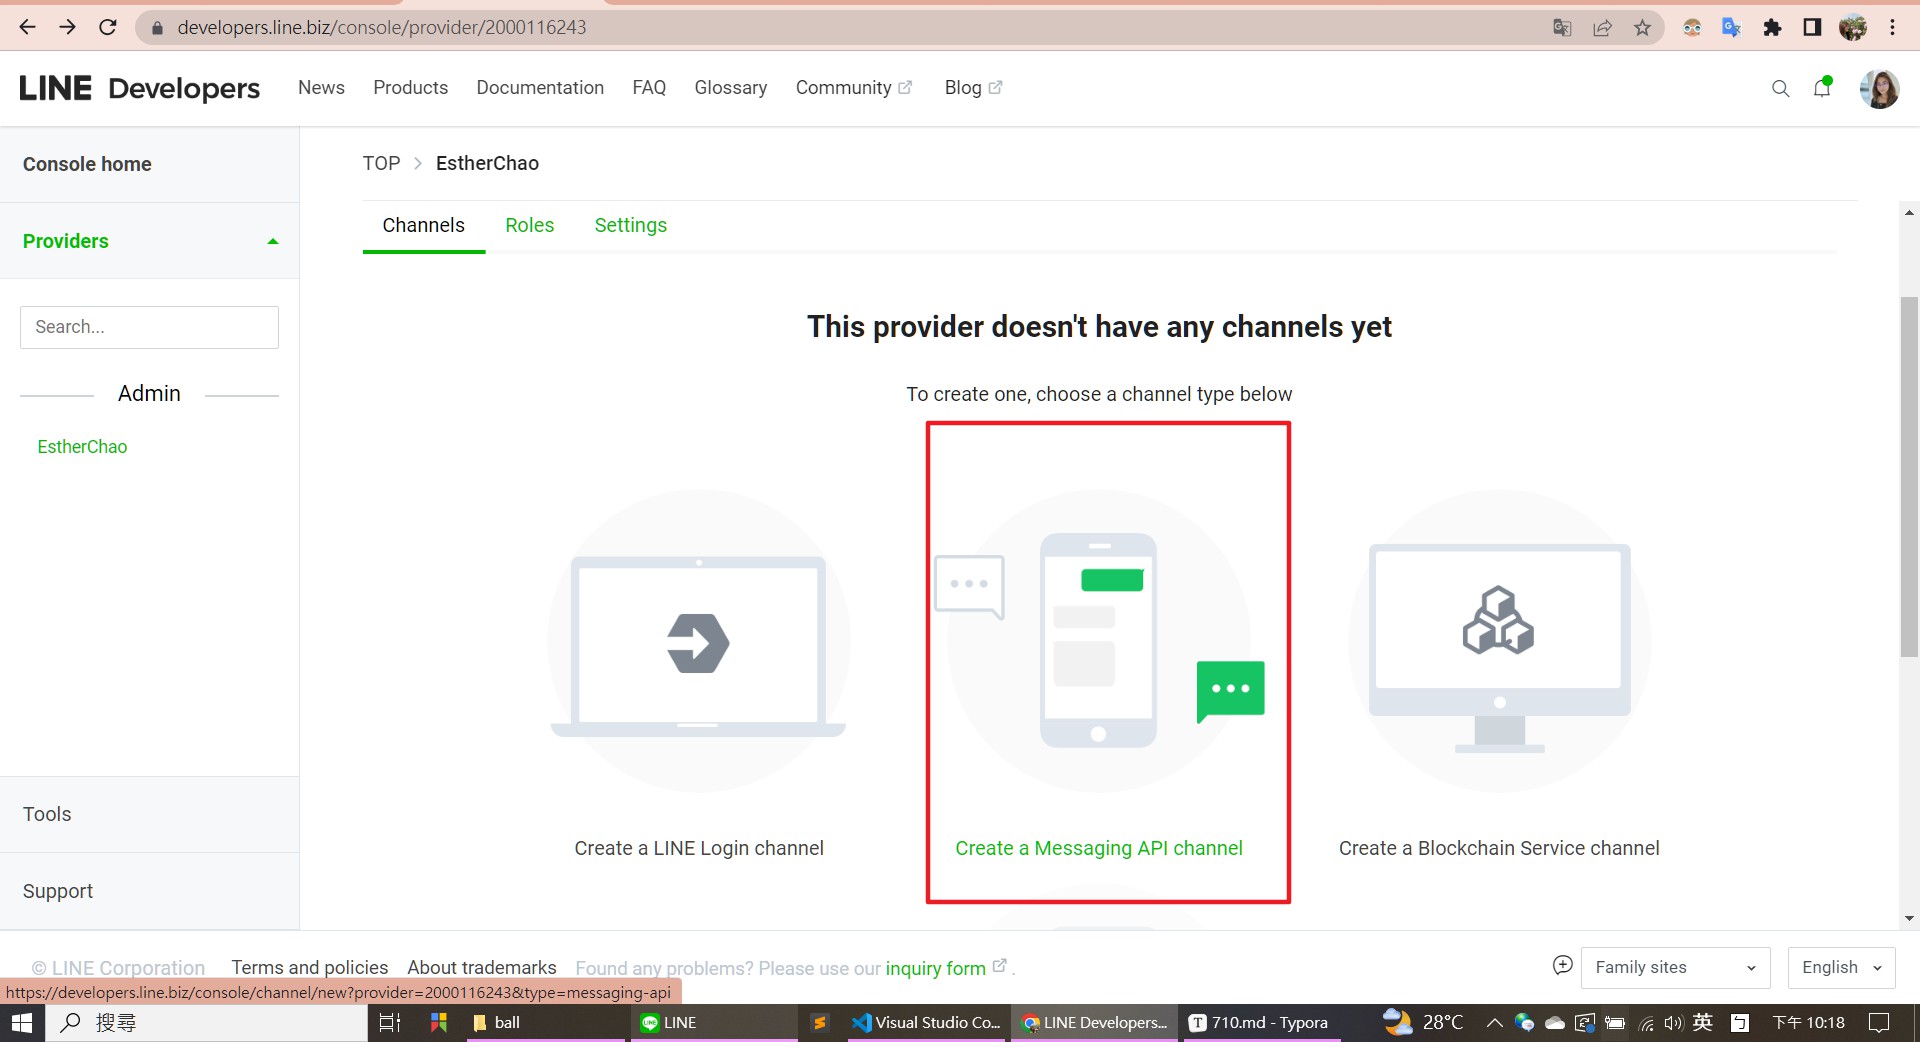 developers.line.biz/console/provider/2000116243
LINE Developers
News
Products
Documentation
FAQ
Glossary
Community
Blog
Console home
TOP > EstherChao
Providers
Channels
Roles
Settings
Search...
This provider doesn't have any channels yet
Admin
To create one, choose a channel type below
EstherChao
Create a LINE Login channel
Create a Messaging API channel
Create a Blockchain Service channel
Tools
Support
© LINE Corporation
Terms and policies
About trademarks
Found any problems? Please use our inquiry form .
Family sites
English
https://developers.line.biz/console/channel/new?provider=2000116243&type=messaging-api
搜尋
ball
LINE
Visual Studio Co...
LINE Developers...
710.md - Typora
28°C
英
ㄅ
下午 10:18